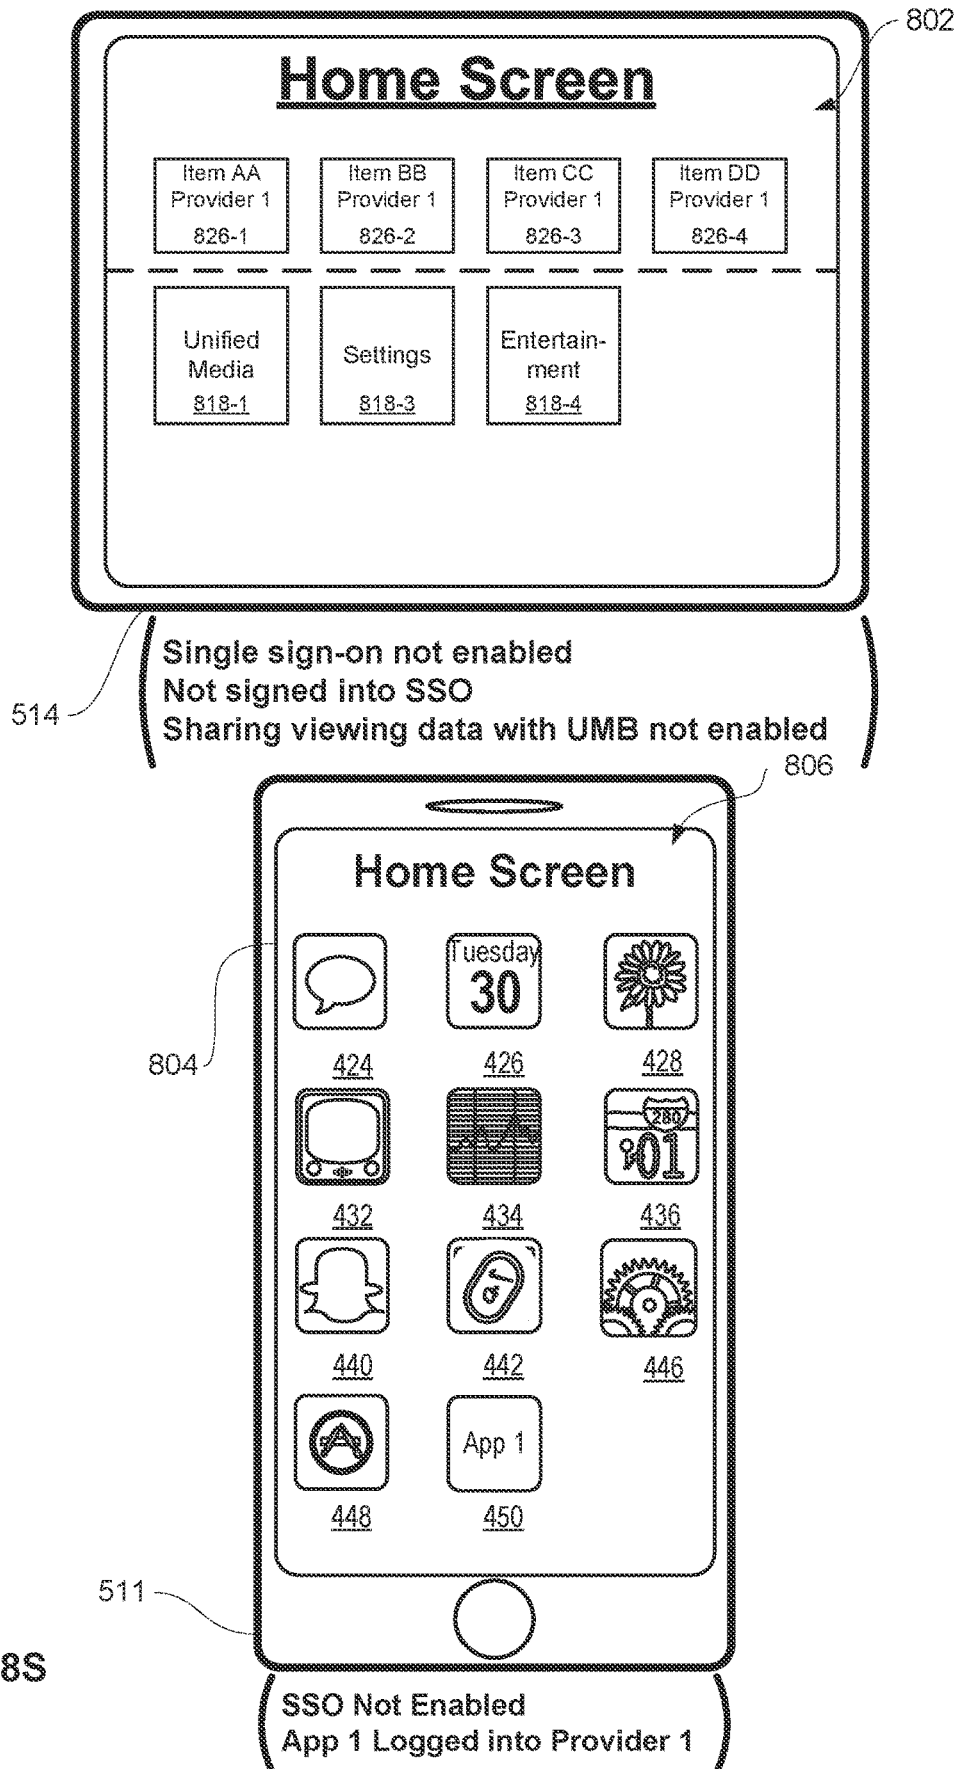 802
Home Screen
Item AA Item BB Item CC Item DD
Provider 1 Provider 1 Provider 1 Provider 1
826-1 826-2 826-3 826-4
Unified
Media
818-1
Settings
818-3
Entertain-
ment
818-4
514
Single sign-on not enabled
Not signed into SSO
Sharing viewing data with UMB not enabled
806
Home Screen
804
Tuesday
30
424 426 428
280
01
432 434 436
440 442 446
App 1
448 450
511
8S
SSO Not Enabled
App 1 Logged into Provider 1